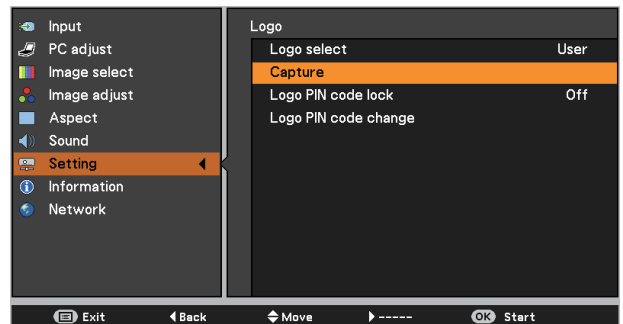 Input
PC adjust
Image select
Image adjust
Aspect
Sound
Setting
Information
Network
Logo
Logo select User
Capture
Logo PIN code lock Off
Logo PIN code change
Exit Back Move ----- OK Start